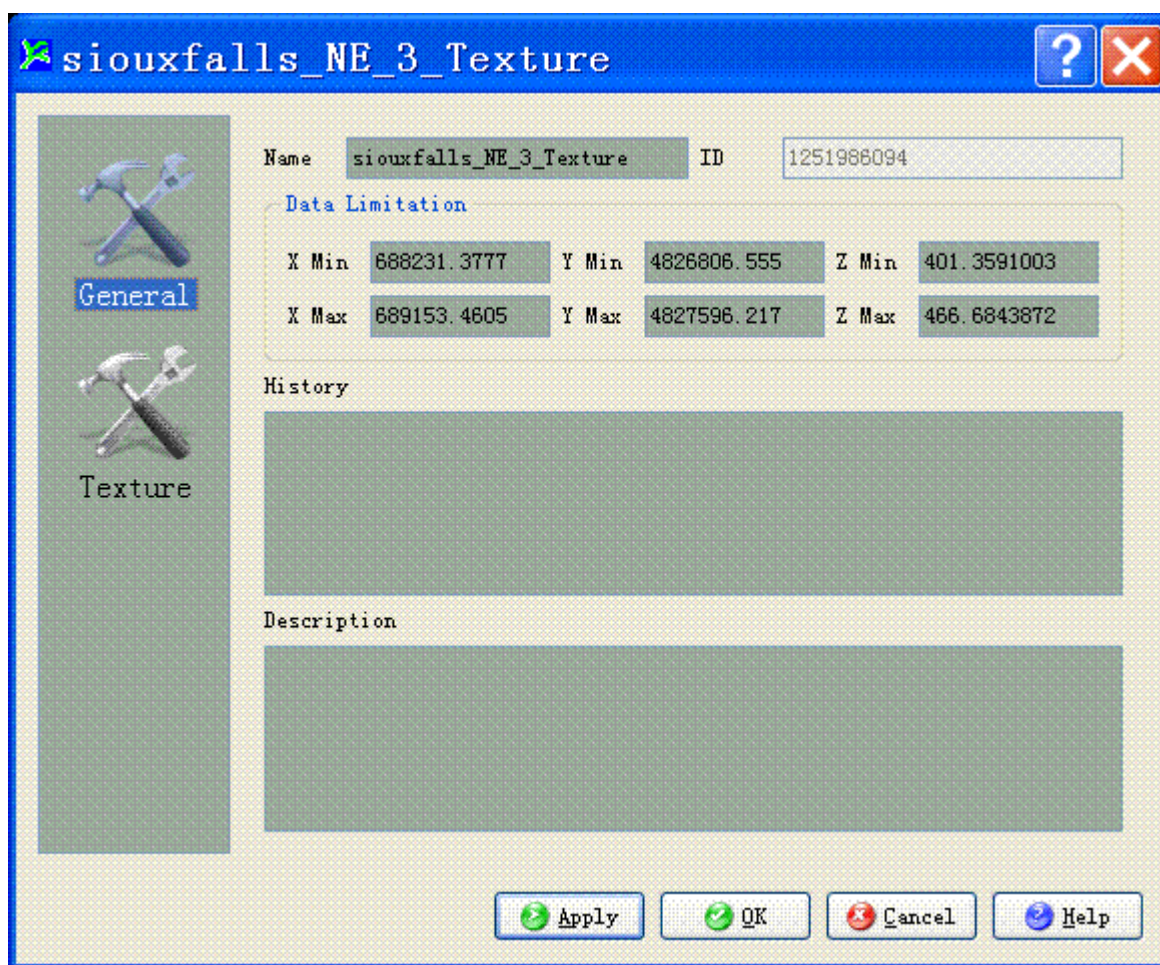 siouxfalls_NE_3_Texture
General
Texture
Name siouxfalls_NE_3_Texture ID 1251986094
Data Limitation
X Min 688231.3777 Y Min 4826806.555 Z Min 401.3591003
X Max 689153.4605 Y Max 4827596.217 Z Max 466.6843872
History
Description
Apply OK Cancel Help